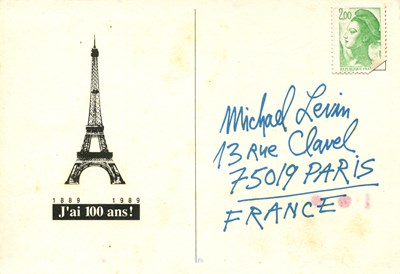 1889 1989
J'ai 100 ans!
2,00
Michael Levin
13 Rue Clavel
75019 PARIS
FRANCE